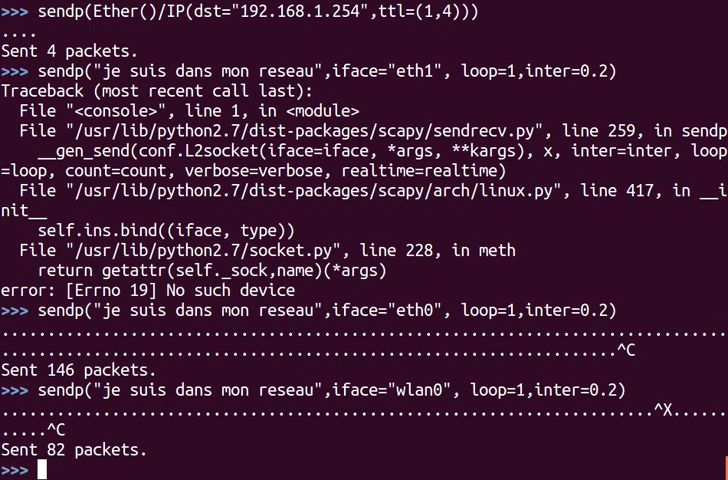 >>> sendp(Ether()/IP(dst="192.168.1.254",ttl=(1,4)))
....
Sent 4 packets.
>>> sendp("je suis dans mon reseau",iface="eth1", loop=1,inter=0.2)
Traceback (most recent call last):
  File "<console>", line 1, in <module>
  File "/usr/lib/python2.7/dist-packages/scapy/sendrecv.py", line 259, in sendp
    __gen_send(conf.L2socket(iface=iface, *args, **kargs), x, inter=inter, loop
=loop, count=count, verbose=verbose, realtime=realtime)
  File "/usr/lib/python2.7/dist-packages/scapy/arch/linux.py", line 417, in __i
nit__
    self.ins.bind((iface, type))
  File "/usr/lib/python2.7/socket.py", line 228, in meth
    return getattr(self._sock,name)(*args)
error: [Errno 19] No such device
>>> sendp("je suis dans mon reseau",iface="eth0", loop=1,inter=0.2)
...............................................................................
...................................................................^C
Sent 146 packets.
>>> sendp("je suis dans mon reseau",iface="wlan0", loop=1,inter=0.2)
.......................................................................^X......
.....^C
Sent 82 packets.
>>>